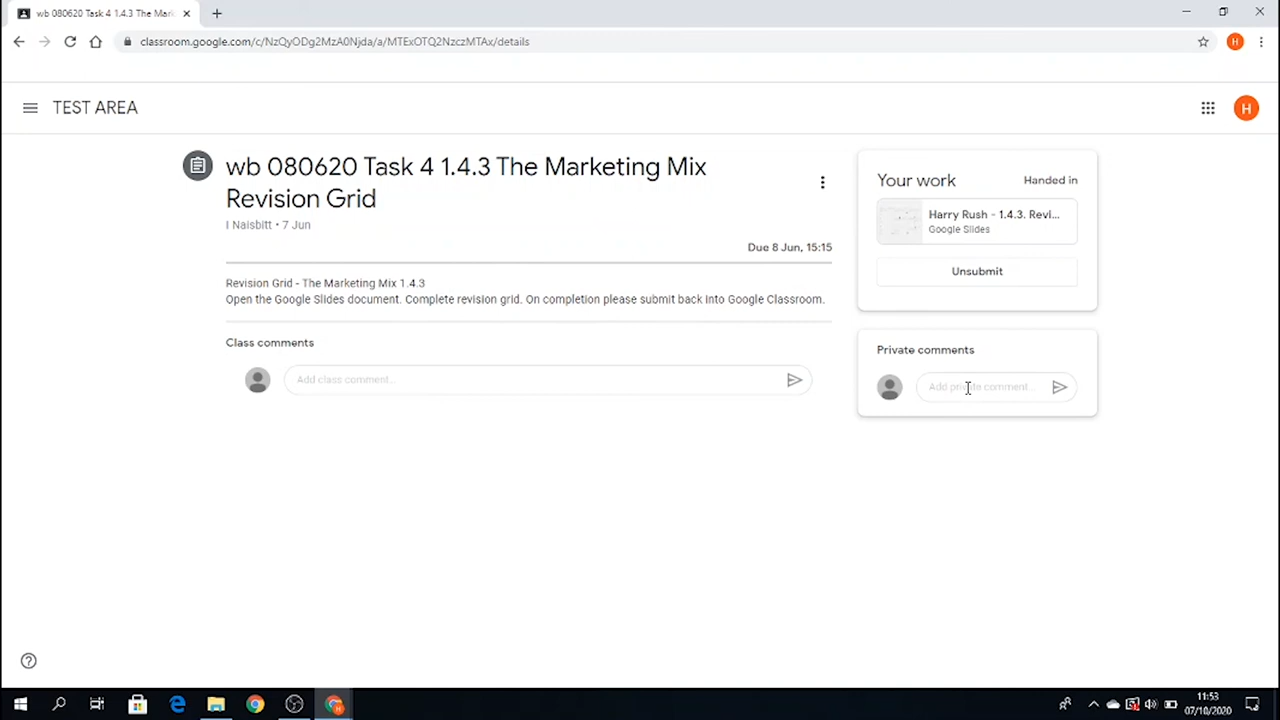 wb 080620 Task 4 1.4.3 The Mark
classroom.google.com/c/NzQyODg2MzA0Njda/a/MTExOTQ2NzczMTAx/details
H
TEST AREA
H
wb 080620 Task 4 1.4.3 The Marketing Mix
Revision Grid
I Naisbitt • 7 Jun
Due 8 Jun, 15:15
Revision Grid - The Marketing Mix 1.4.3
Open the Google Slides document. Complete revision grid. On completion please submit back into Google Classroom.
Class comments
Add class comment...
Your work
Handed in
Harry Rush - 1.4.3. Revi...
Google Slides
Unsubmit
Private comments
Add private comment...
11:53
07/10/2020